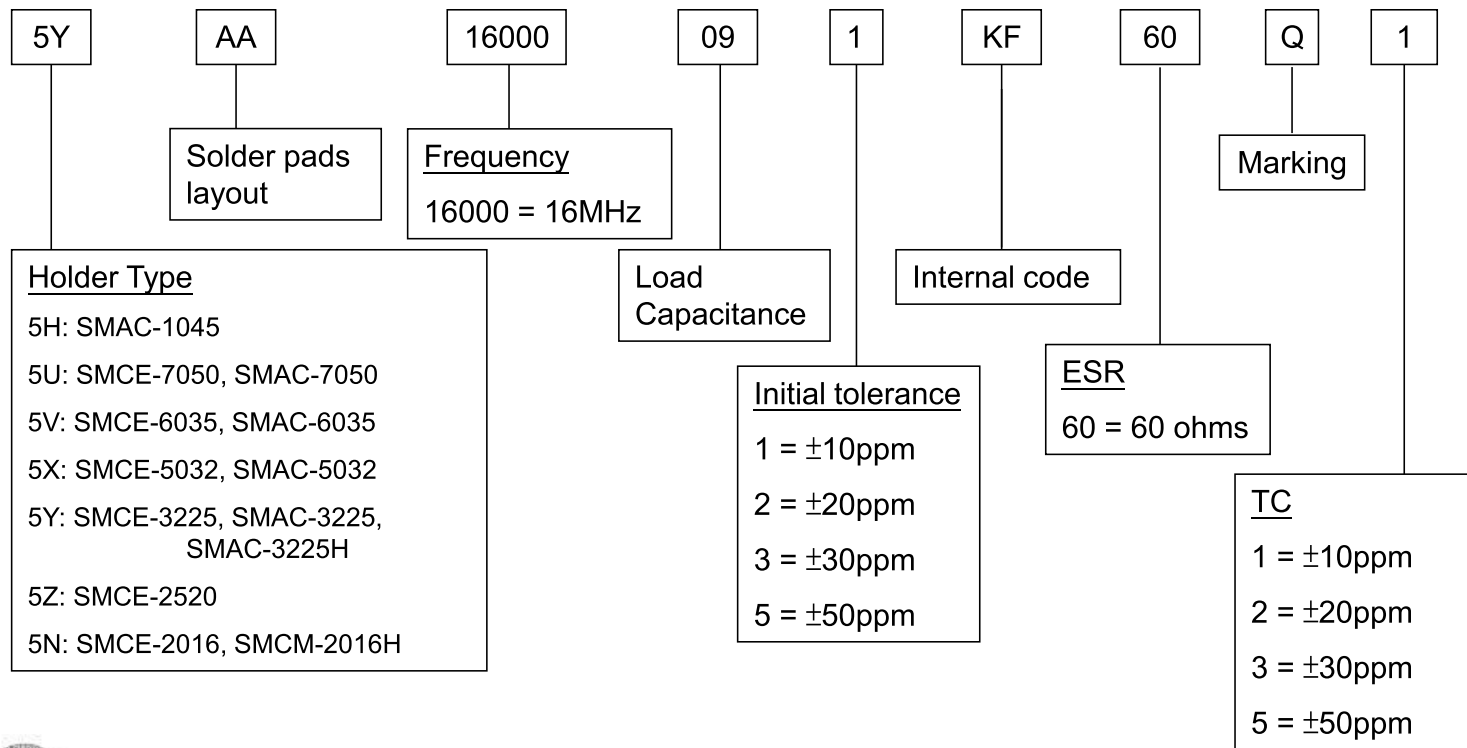 5Y AA 16000 09 1 KF 60 Q 1
Solder pads
layout
Frequency
16000 = 16MHz
Marking
Holder Type
5H: SMAC-1045
5U: SMCE-7050, SMAC-7050
5V: SMCE-6035, SMAC-6035
5X: SMCE-5032, SMAC-5032
5Y: SMCE-3225, SMAC-3225,
SMAC-3225H
5Z: SMCE-2520
5N: SMCE-2016, SMCM-2016H
Load
Capacitance
Internal code
Initial tolerance
1 = ±10ppm
2 = ±20ppm
3 = ±30ppm
5 = ±50ppm
ESR
60 = 60 ohms
TC
1 = ±10ppm
2 = ±20ppm
3 = ±30ppm
5 = ±50ppm